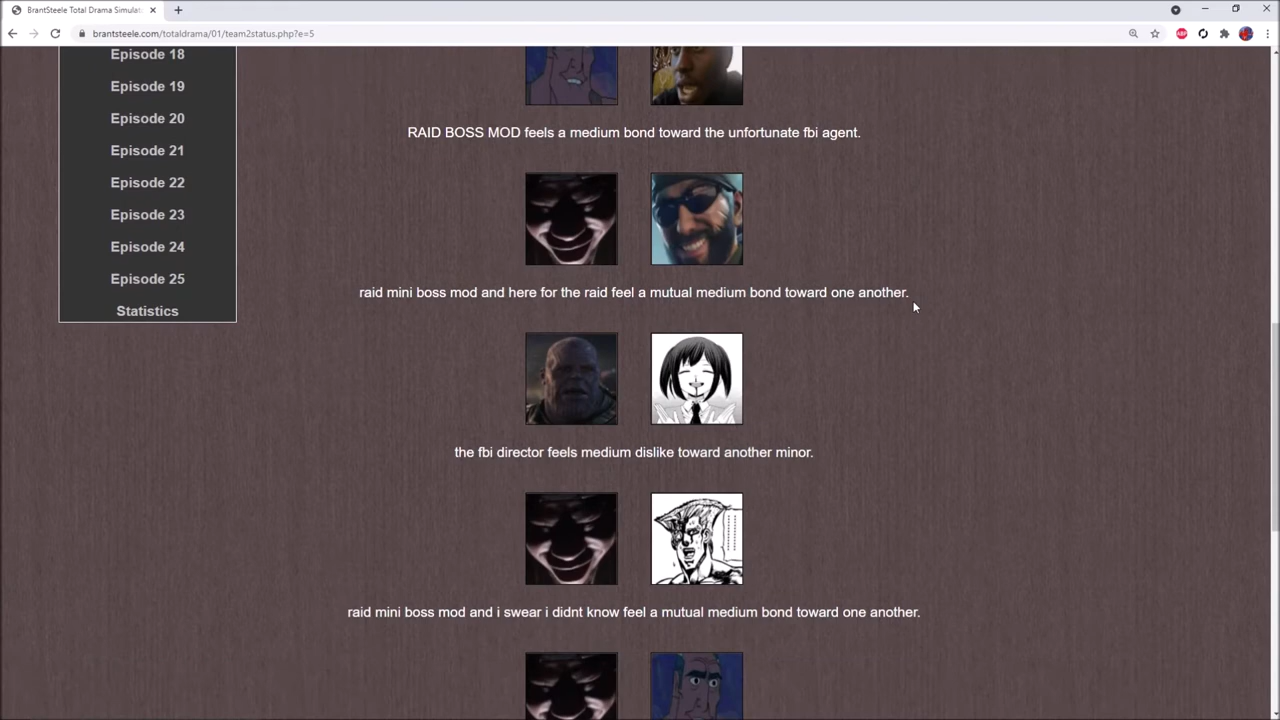 BrantSteele Total Drama Simulat
brantsteele.com/totaldrama/01/team2status.php?e=5
ABP
Episode 18
Episode 19
Episode 20
Episode 21
Episode 22
Episode 23
Episode 24
Episode 25
Statistics
RAID BOSS MOD feels a medium bond toward the unfortunate fbi agent.
raid mini boss mod and here for the raid feel a mutual medium bond toward one another.
the fbi director feels medium dislike toward another minor.
raid mini boss mod and i swear i didnt know feel a mutual medium bond toward one another.